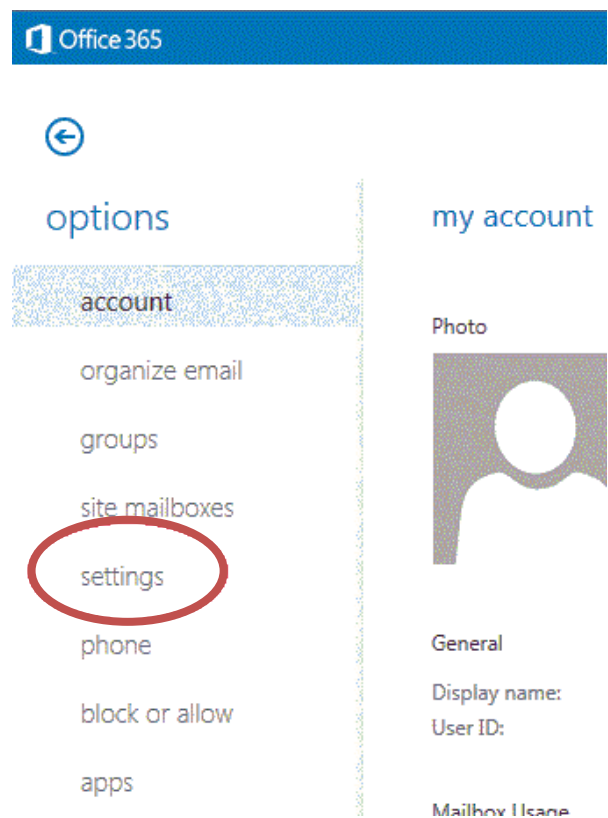 Office 365
options
account
organize email
groups
site mailboxes
settings
phone
block or allow
apps
my account
Photo
General
Display name:
User ID:
Mailbox Usage